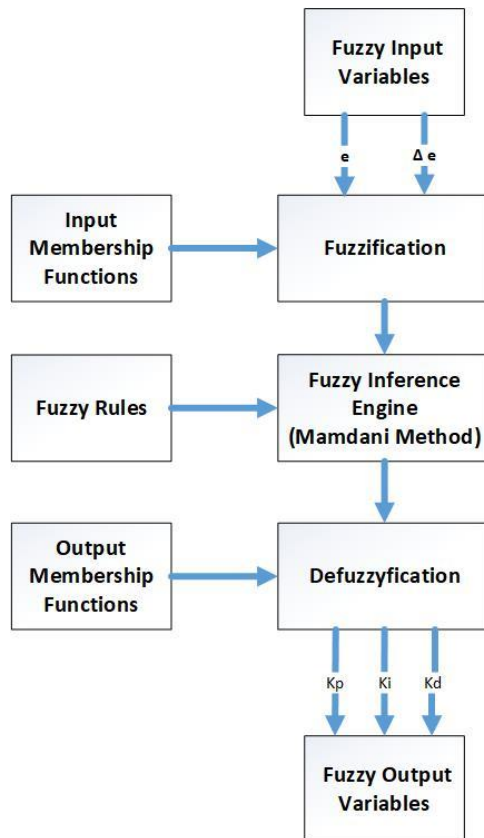 Fuzzy Input
Variables
e
Δ e
Input
Membership
Functions
Fuzzification
Fuzzy Rules
Fuzzy Inference
Engine
(Mamdani Method)
Output
Membership
Functions
Defuzzyfication
Kp
Ki
Kd
Fuzzy Output
Variables